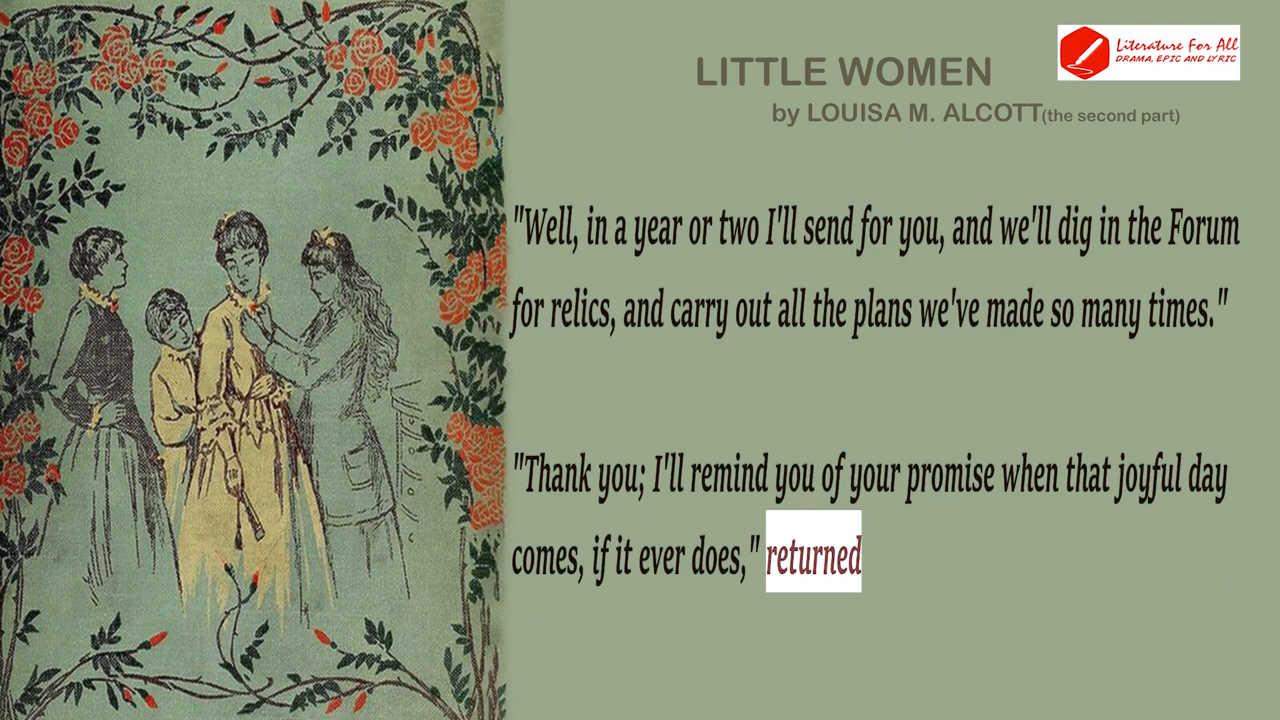 LITTLE WOMEN
by LOUISA M. ALCOTT(the second part)
Literature For All
DRAMA, EPIC AND LYRIC
"Well, in a year or two I'll send for you, and we'll dig in the Forum
for relics, and carry out all the plans we've made so many times."
"Thank you; I'll remind you of your promise when that joyful day
comes, if it ever does," returned